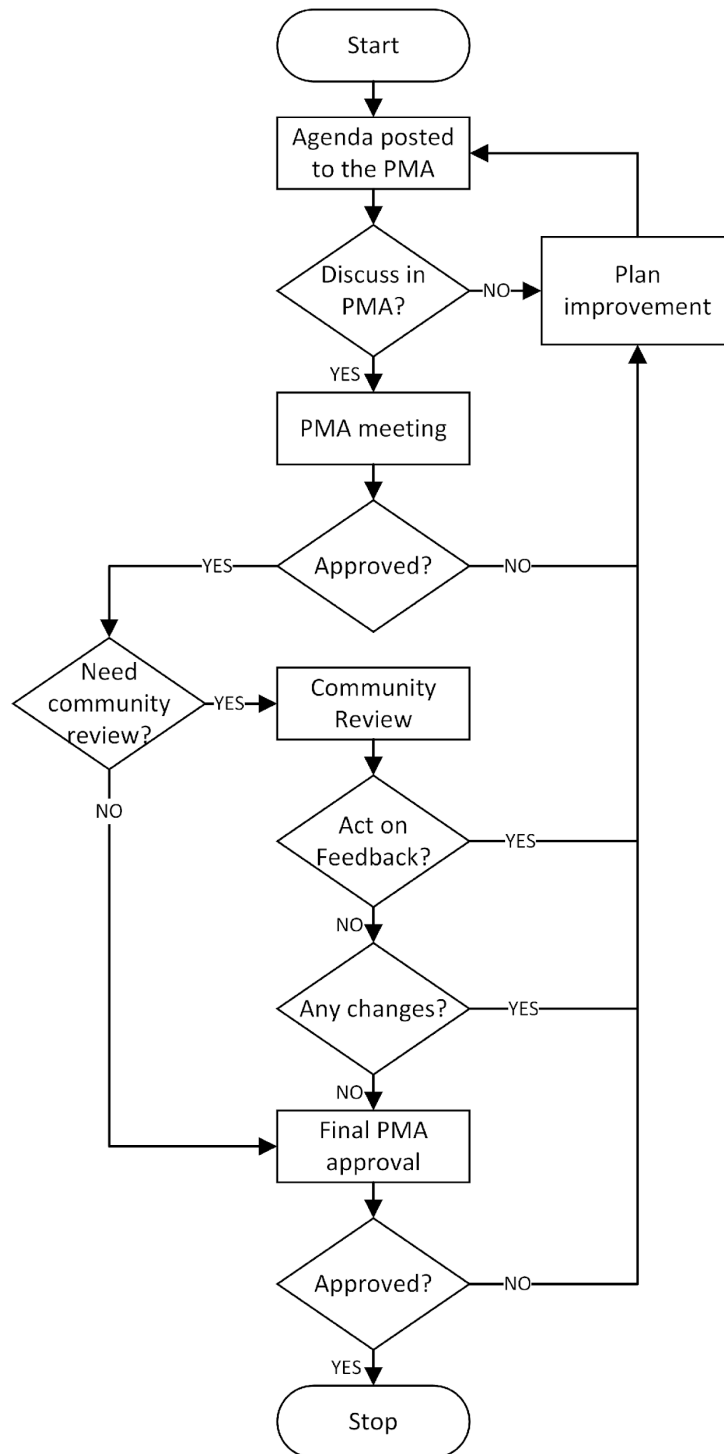 Start
Agenda posted
to the PMA
Discuss in
PMA?
NO
Plan
improvement
YES
PMA meeting
YES
Approved?
NO
Need
community
review?
YES
Community
Review
NO
Act on
Feedback?
YES
NO
Any changes?
YES
NO
Final PMA
approval
Approved?
NO
YES
Stop